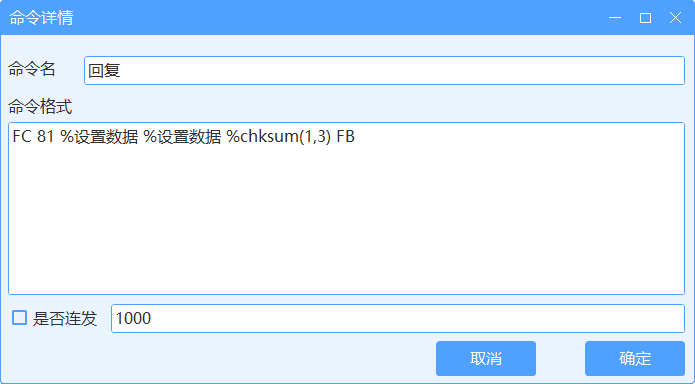 命令详情
命令名 回复
命令格式
FC 81 %设置数据 %设置数据 %chksum(1,3) FB
是否连发 1000
取消 确定